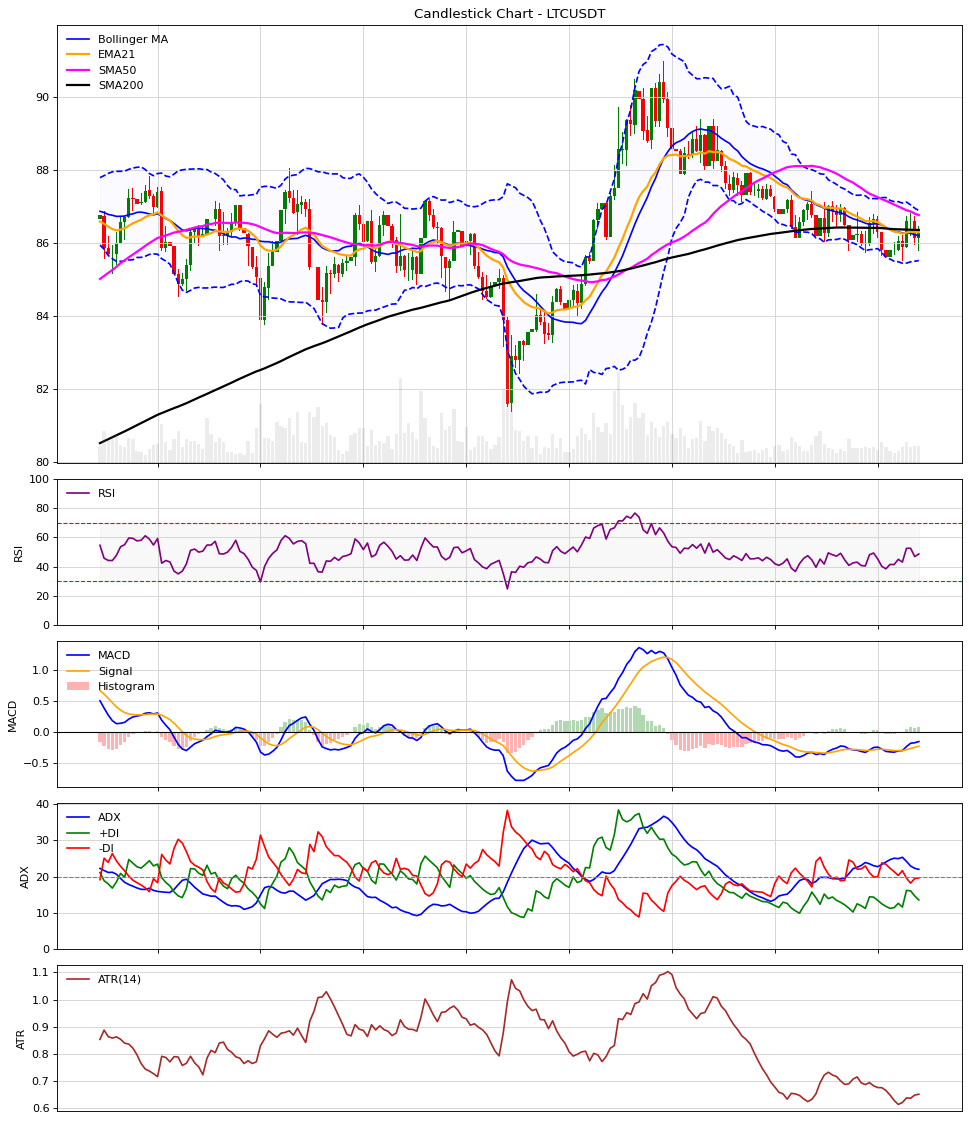 Candlestick Chart - LTCUSDT
Bollinger MA
EMA21
SMA50
SMA200
90
88
86
84
82
80
RSI
RSI
100
80
60
40
20
0
MACD
Signal
Histogram
MACD
1.0
0.5
0.0
−0.5
ADX
+DI
-DI
ADX
40
30
20
10
0
ATR(14)
ATR
1.1
1.0
0.9
0.8
0.7
0.6